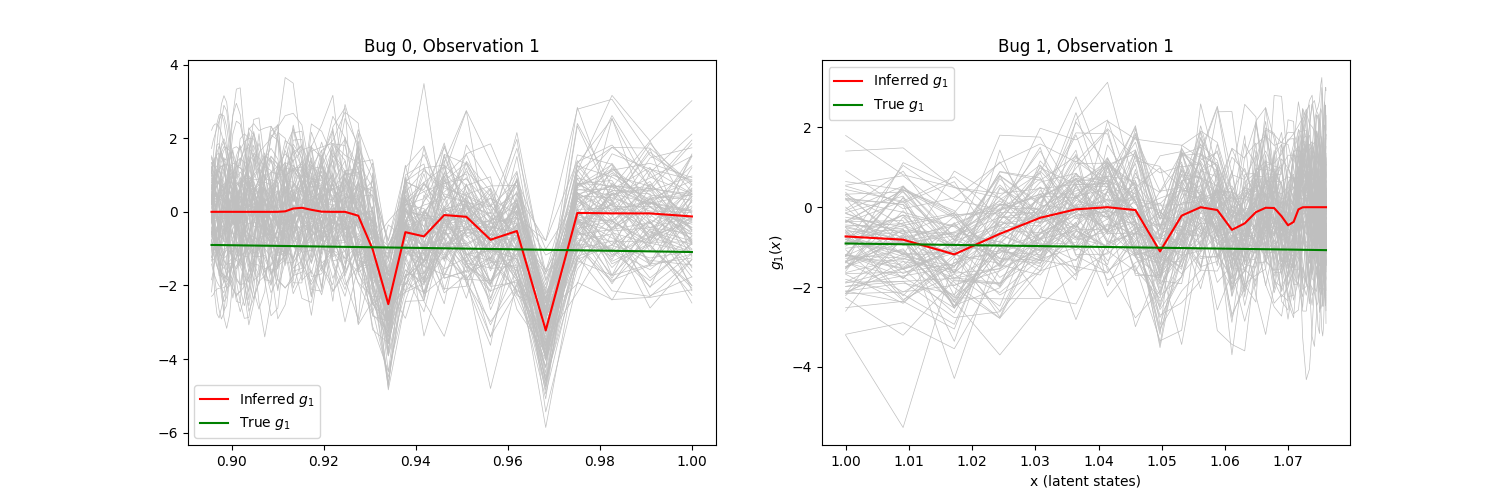 Bug 0, Observation 1
4
2
0
−2
−4
−6
Inferred g₁
True g₁
0.90 0.92 0.94 0.96 0.98 1.00
Bug 1, Observation 1
Inferred g₁
True g₁
g₁(x)
2
0
−2
−4
1.00 1.01 1.02 1.03 1.04 1.05 1.06 1.07
x (latent states)